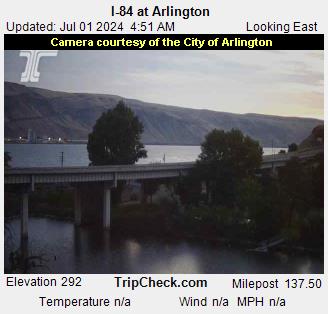 I-84 at Arlington
Updated: Jul 01 2024 4:51 AM Looking East
Camera courtesy of the City of Arlington
Elevation 292 TripCheck.com Milepost 137.50
Temperature n/a Wind n/a MPH n/a